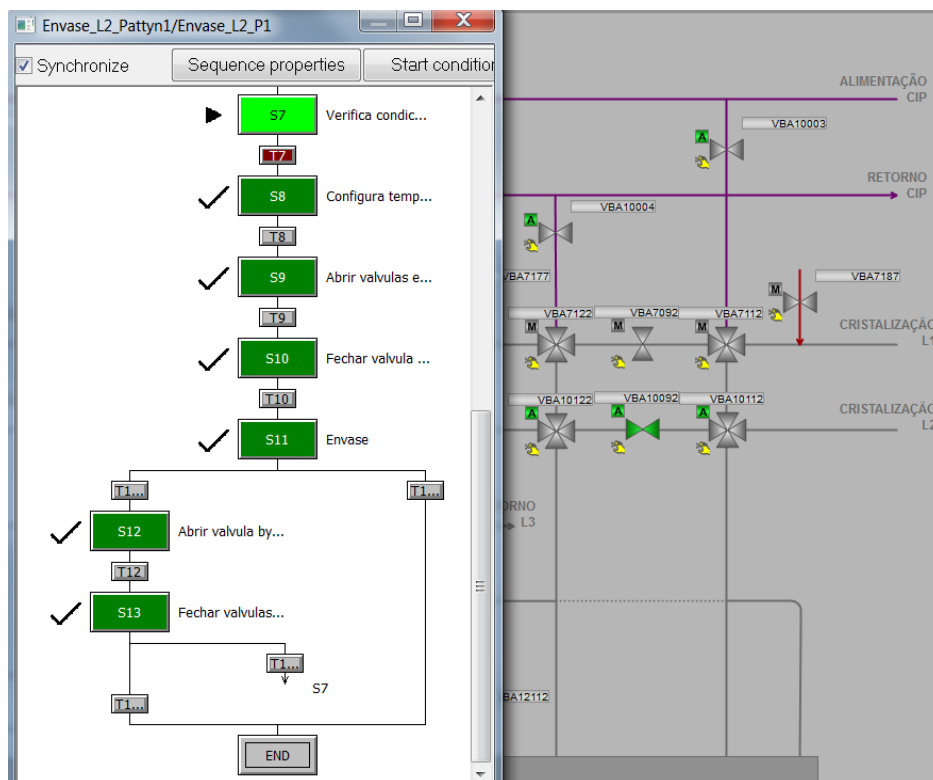 Envase_L2_Pattyn1/Envase_L2_P1
Synchronize
Sequence properties
Start condition
S7
Verifica condic...
T7
S8
Configura temp...
T8
S9
Abrir valvulas e...
T9
S10
Fechar valvula ...
T10
S11
Envase
T1...
T1...
S12
Abrir valvula by...
T12
S13
Fechar valvulas...
T1...
S7
T1...
END
ALIMENTAÇÃO
CIP
VBA10003
A
RETORNO
CIP
VBA10004
A
VBA7177
VBA7187
M
VBA7122
VBA7092
VBA7112
M
M
M
CRISTALIZAÇÃO
L1
VBA10122
VBA10092
VBA10112
A
A
A
CRISTALIZAÇÃO
L2
ORNO
L3
BA12112